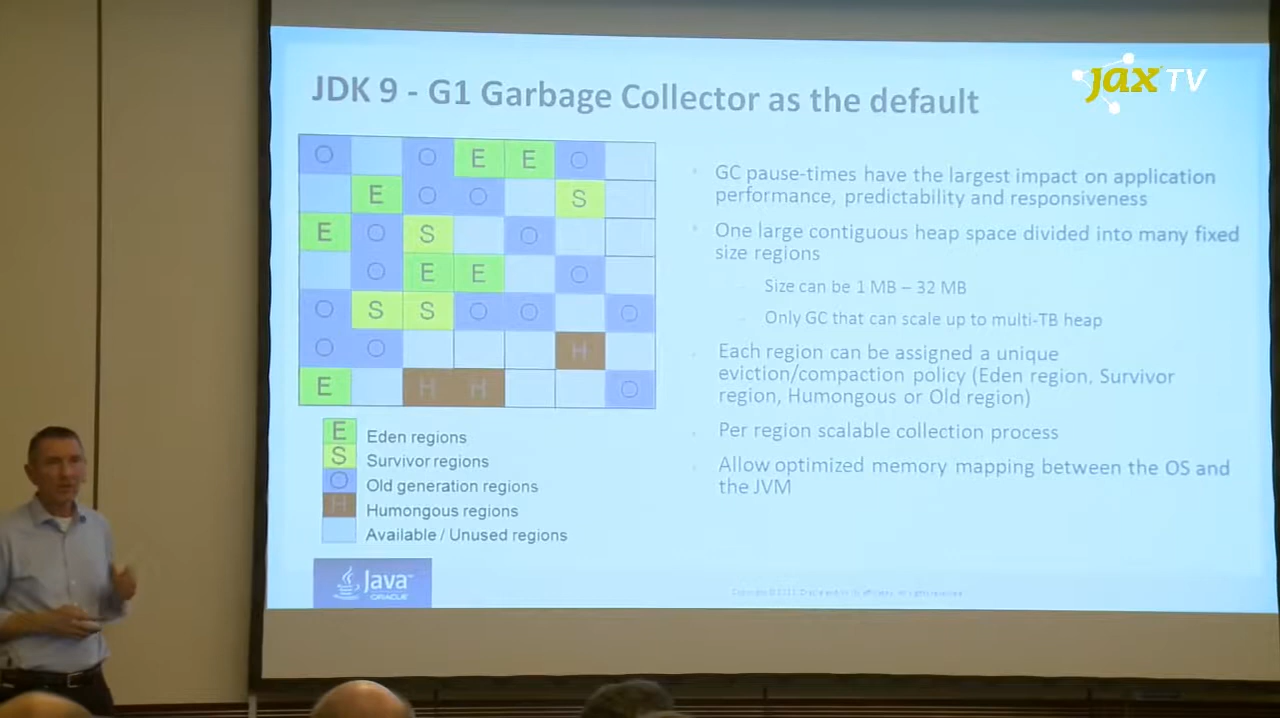 JAX TV
JDK 9 - G1 Garbage Collector as the default
O O E E O
E O O S
E O S O
O E E O
O S S O O O
O O H
E H H O
E Eden regions
S Survivor regions
O Old generation regions
H Humongous regions
Available / Unused regions
GC pause-times have the largest impact on application
performance, predictability and responsiveness
One large contiguous heap space divided into many fixed
size regions
Size can be 1 MB – 32 MB
Only GC that can scale up to multi-TB heap
Each region can be assigned a unique
eviction/compaction policy (Eden region, Survivor
region, Humongous or Old region)
Per region scalable collection process
Allow optimized memory mapping between the OS and
the JVM
Java™
ORACLE